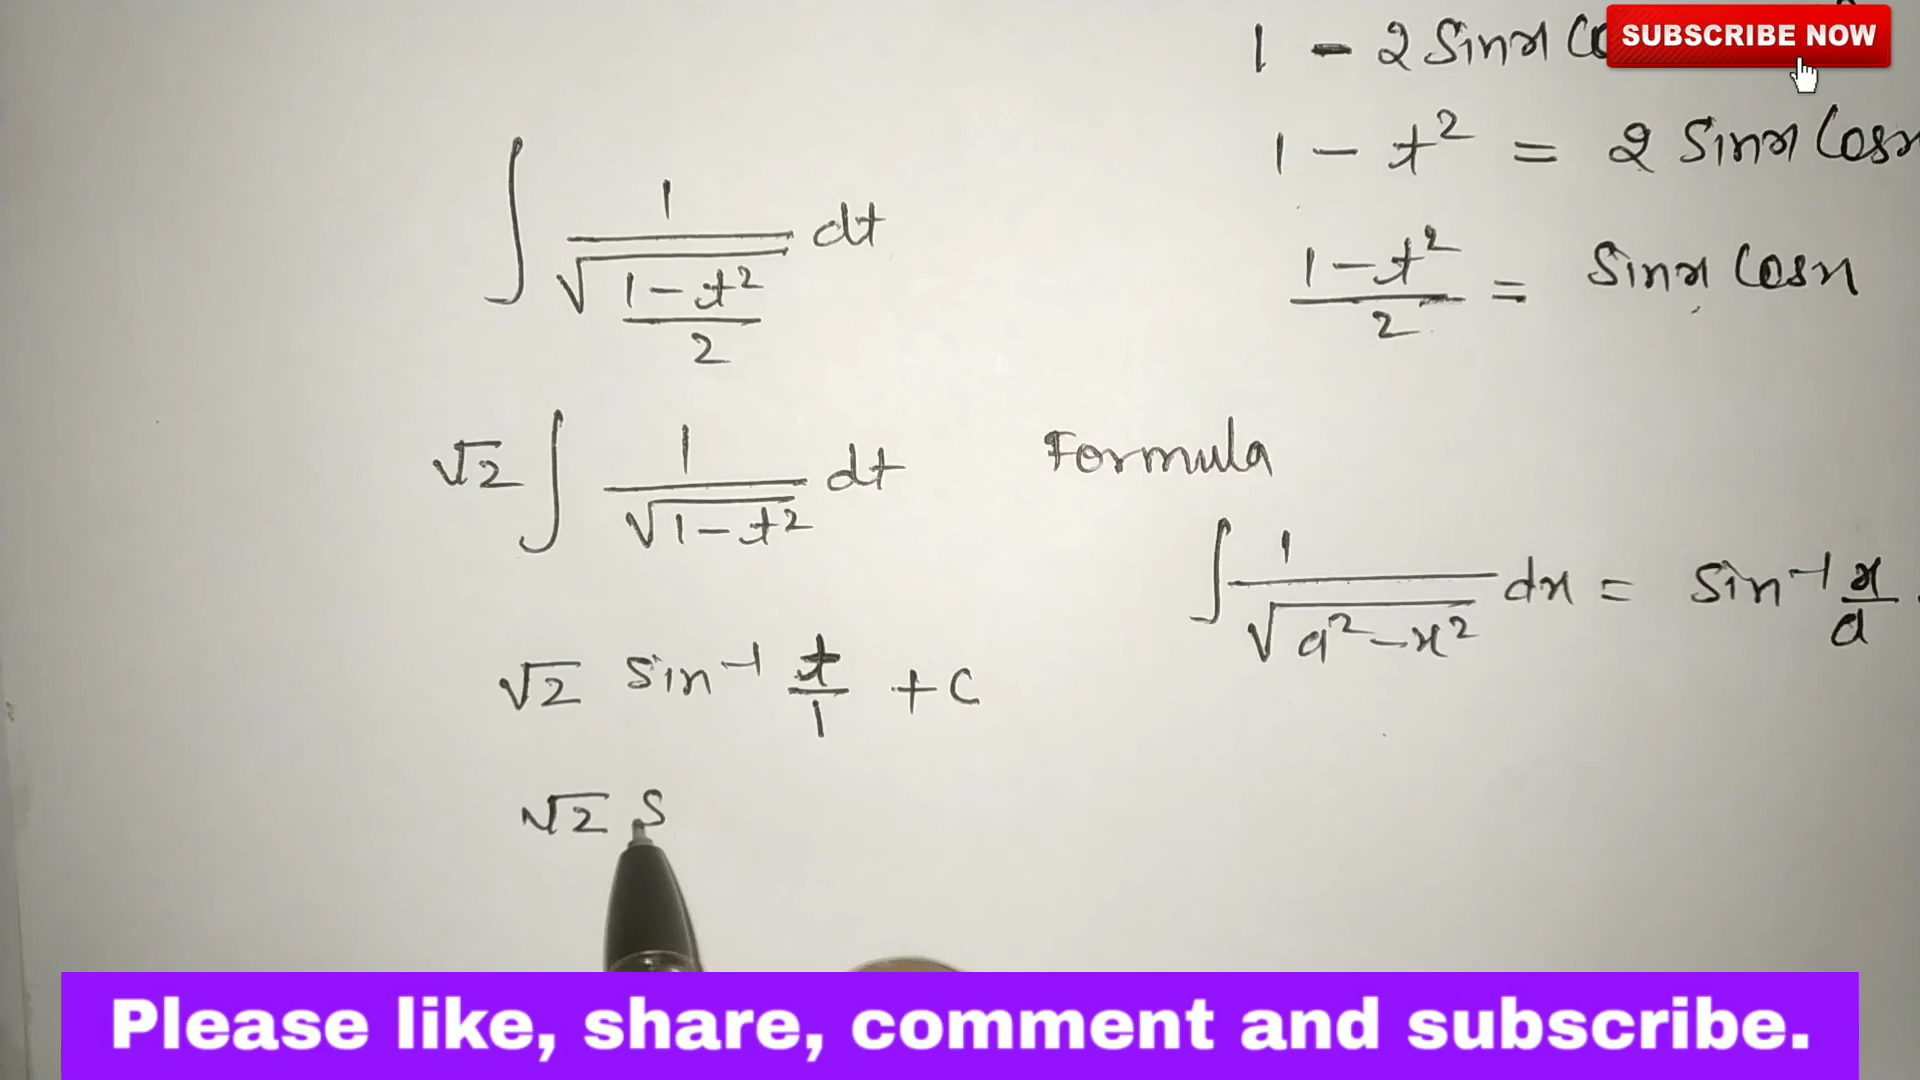 1 - 2 Sinx
SUBSCRIBE NOW
1 - t² = 2 Sinx Cosx
∫ 1/√((1-t²)/2) dt
(1-t²)/2 = Sinx Cosx
√2 ∫ 1/√(1-t²) dt
Formula
∫ 1/√(a²-x²) dx = Sin⁻¹ x/a
√2 Sin⁻¹ t/1 + C
√2 S
Please like, share, comment and subscribe.